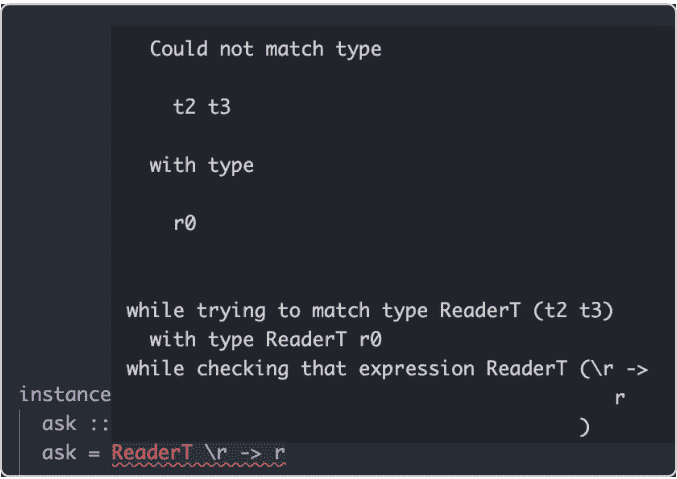 Could not match type
t2 t3
with type
r0
while trying to match type ReaderT (t2 t3)
with type ReaderT r0
while checking that expression ReaderT (\r ->
r
)
instance
ask ::
ask = ReaderT \r -> r